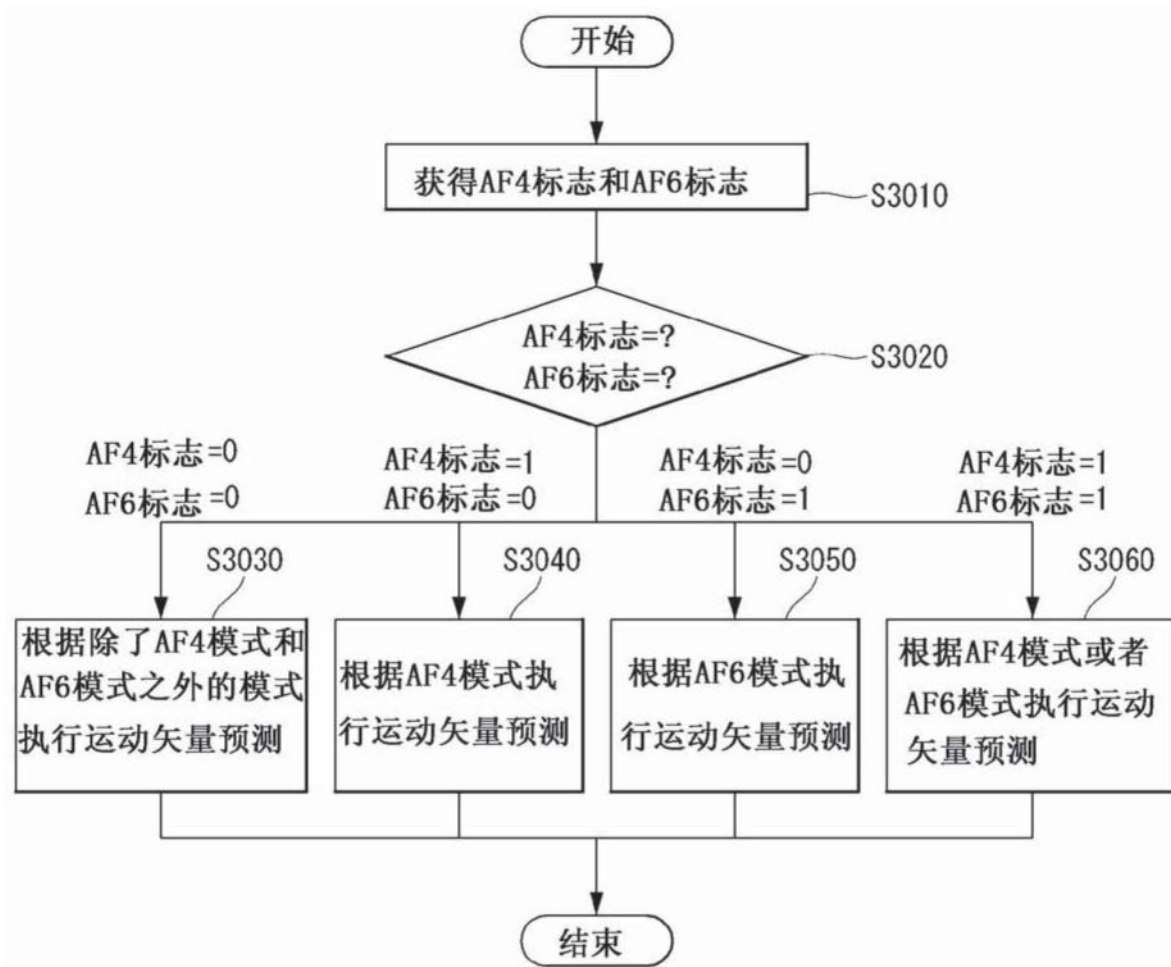 开始
获得AF4标志和AF6标志
S3010
AF4标志=?
AF6标志=?
S3020
AF4标志=0
AF6标志=0
AF4标志=1
AF6标志=0
AF4标志=0
AF6标志=1
AF4标志=1
AF6标志=1
S3030
根据除了AF4模式和
AF6模式之外的模式
执行运动矢量预测
S3040
根据AF4模式执
行运动矢量预测
S3050
根据AF6模式执
行运动矢量预测
S3060
根据AF4模式或者
AF6模式执行运动
矢量预测
结束